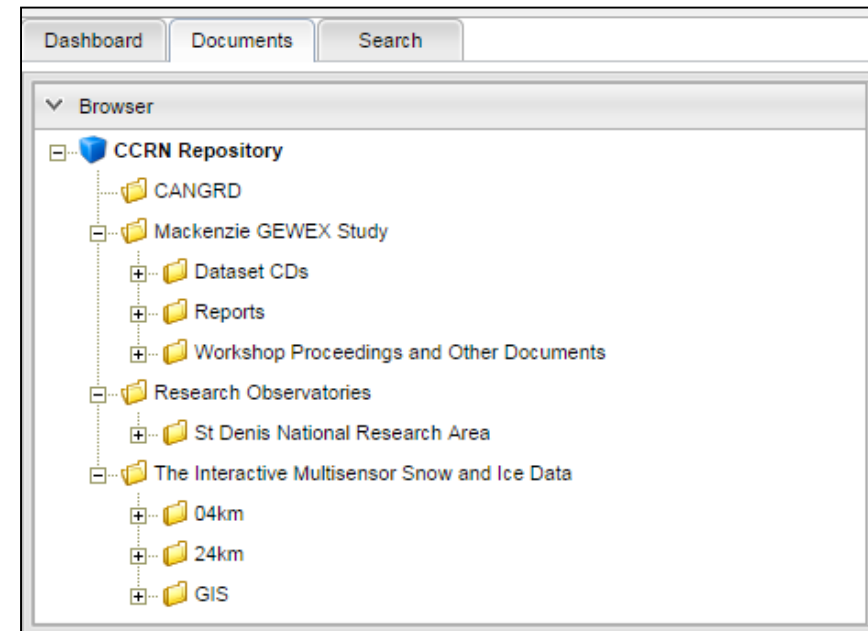 Dashboard Documents Search
Browser
CCRN Repository
CANGRD
Mackenzie GEWEX Study
Dataset CDs
Reports
Workshop Proceedings and Other Documents
Research Observatories
St Denis National Research Area
The Interactive Multisensor Snow and Ice Data
04km
24km
GIS